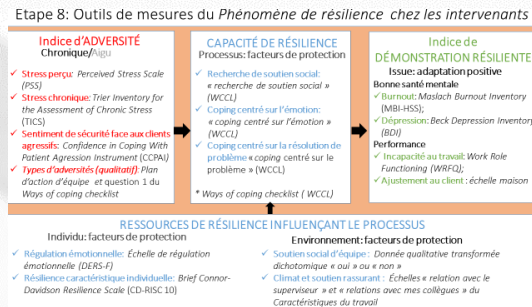 Etape 8: Outils de mesures du Phénomène de résilience chez les intervenants
Indice d'ADVERSITÉ
Chronique/Aigu
✓ Stress perçu: Perceived Stress Scale
(PSS)
✓ Stress chronique: Trier Inventory for
the Assessment of Chronic Stress
(TICS)
✓ Sentiment de sécurité face aux clients
agressifs: Confidence in Coping With
Patient Agression Instrument (CCPAI)
✓ Types d'adversités (qualitatif): Plan
d'action d'équipe et question 1 du
Ways of coping checklist
CAPACITÉ DE RÉSILIENCE
Processus: facteurs de protection
✓ Recherche de soutien social:
« recherche de soutien social »
(WCCL)
✓ Coping centré sur l'émotion:
« coping centré sur l'émotion »
(WCCL)
✓ Coping centré sur la résolution de
problème « coping centré sur le
problème » (WCCL)
* Ways of coping checklist ( WCCL)
Indice de
DÉMONSTRATION RÉSILIENTE
Issue: adaptation positive
Bonne santé mentale
✓ Burnout: Maslach Burnout Inventory
(MBI-HSS);
✓ Dépression: Beck Depression Inventory
(BDI)
Performance
✓ Incapacité au travail: Work Role
Functioning (WRFQ);
✓ Ajustement au client: échelle maison
RESSOURCES DE RÉSILIENCE INFLUENÇANT LE PROCESSUS
Individu: facteurs de protection
✓ Régulation émotionnelle: Échelle de régulation
émotionnelle (DERS-F)
✓ Résilience caractéristique individuelle: Brief Connor-
Davidson Resilience Scale (CD-RISC 10)
Environnement: facteurs de protection
✓ Soutien social d'équipe: Donnée qualitative transformée
dichotomique « oui » ou « non »
✓ Climat et soutien rassurant: Échelles « relation avec le
superviseur » et « relations avec mes collègues » du
Caractéristiques du travail